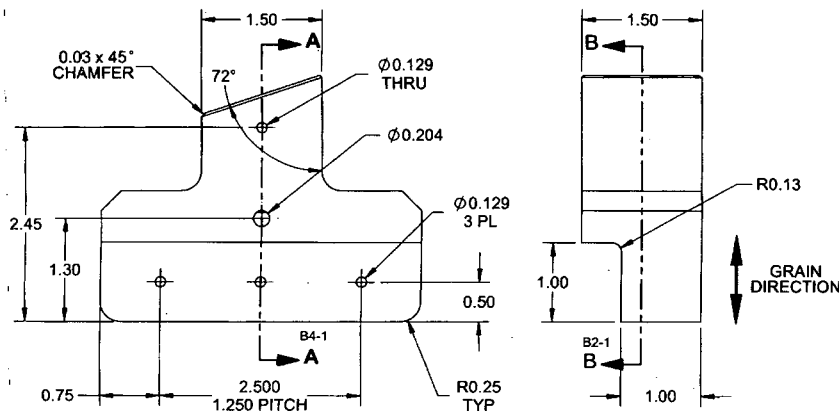 1.50
A
0.03 x 45°
CHAMFER
72°
Ø0.129
THRU
Ø0.204
2.45
1.30
Ø0.129
3 PL
0.50
B4-1
A
0.75
2.500
1.250 PITCH
R0.25
TYP
1.50
B
R0.13
1.00
GRAIN
DIRECTION
B2-1
B
1.00